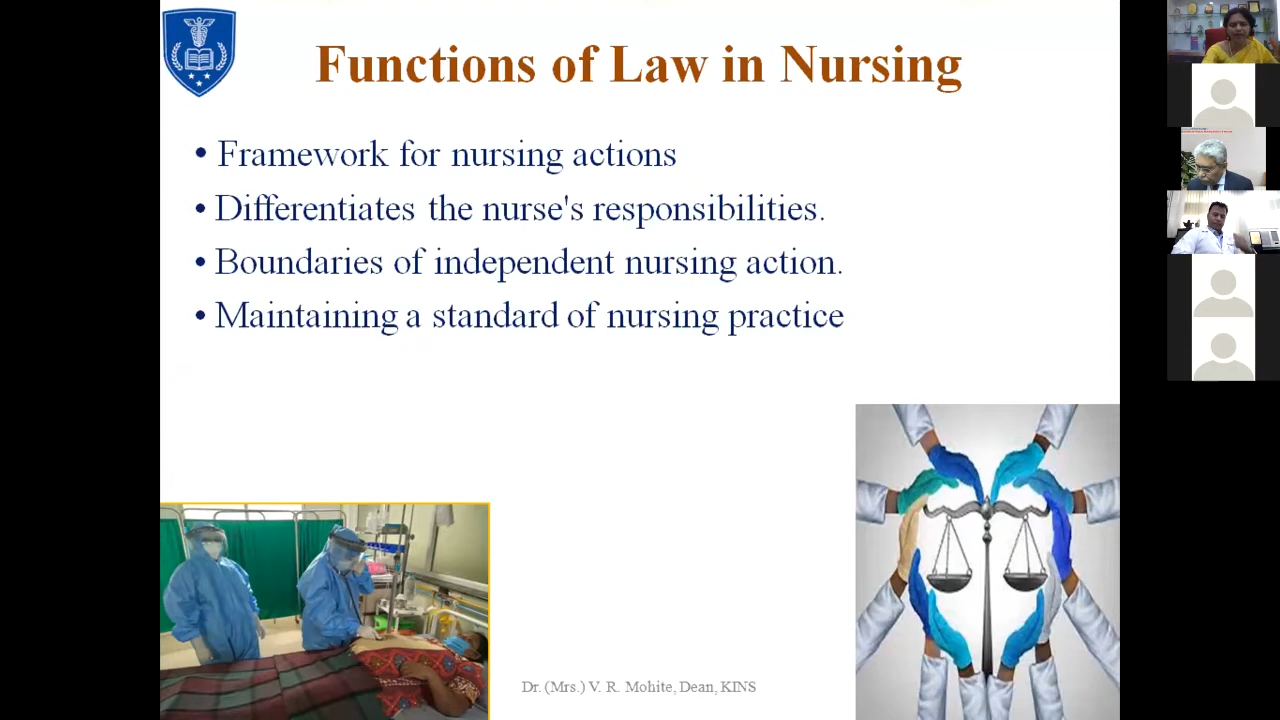 Functions of Law in Nursing
• Framework for nursing actions
• Differentiates the nurse's responsibilities.
• Boundaries of independent nursing action.
• Maintaining a standard of nursing practice
Dr. (Mrs.) V. R. Mohite, Dean, KINS